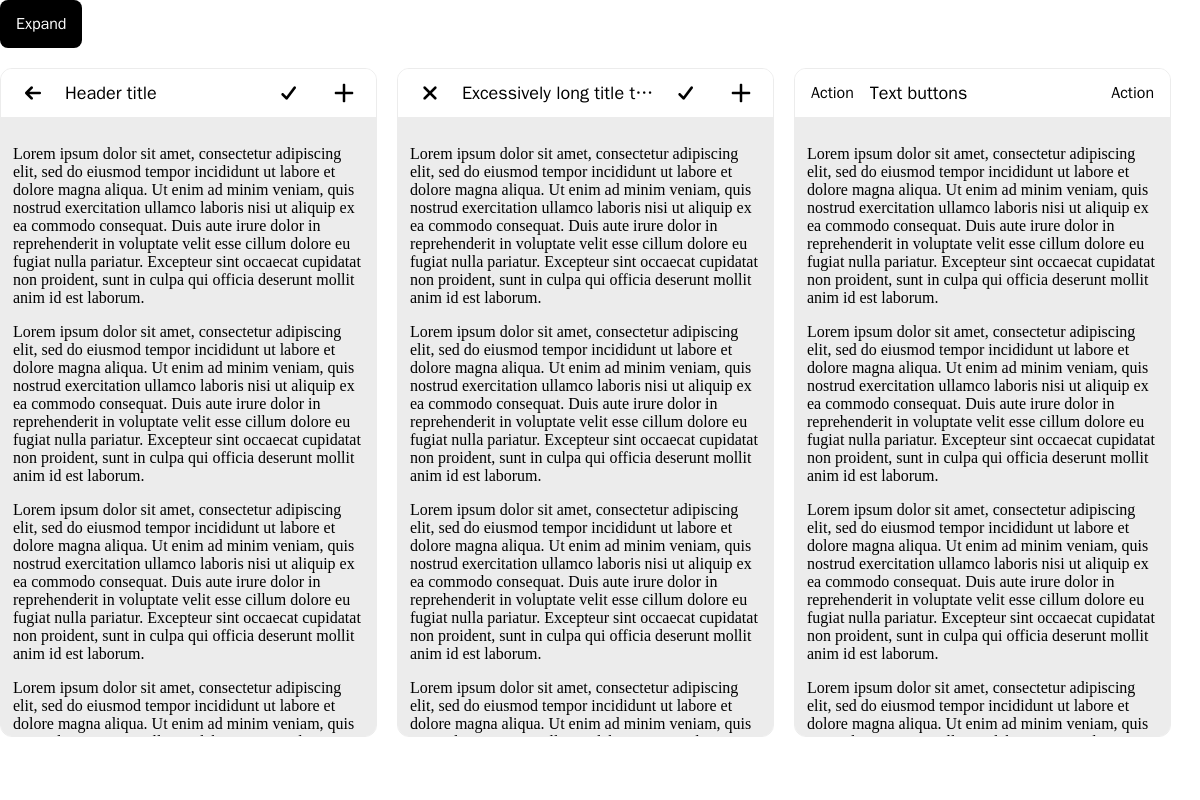 Expand
Header title
Lorem ipsum dolor sit amet, consectetur adipiscing
elit, sed do eiusmod tempor incididunt ut labore et
dolore magna aliqua. Ut enim ad minim veniam, quis
nostrud exercitation ullamco laboris nisi ut aliquip ex
ea commodo consequat. Duis aute irure dolor in
reprehenderit in voluptate velit esse cillum dolore eu
fugiat nulla pariatur. Excepteur sint occaecat cupidatat
non proident, sunt in culpa qui officia deserunt mollit
anim id est laborum.
Lorem ipsum dolor sit amet, consectetur adipiscing
elit, sed do eiusmod tempor incididunt ut labore et
dolore magna aliqua. Ut enim ad minim veniam, quis
nostrud exercitation ullamco laboris nisi ut aliquip ex
ea commodo consequat. Duis aute irure dolor in
reprehenderit in voluptate velit esse cillum dolore eu
fugiat nulla pariatur. Excepteur sint occaecat cupidatat
non proident, sunt in culpa qui officia deserunt mollit
anim id est laborum.
Lorem ipsum dolor sit amet, consectetur adipiscing
elit, sed do eiusmod tempor incididunt ut labore et
dolore magna aliqua. Ut enim ad minim veniam, quis
nostrud exercitation ullamco laboris nisi ut aliquip ex
ea commodo consequat. Duis aute irure dolor in
reprehenderit in voluptate velit esse cillum dolore eu
fugiat nulla pariatur. Excepteur sint occaecat cupidatat
non proident, sunt in culpa qui officia deserunt mollit
anim id est laborum.
Lorem ipsum dolor sit amet, consectetur adipiscing
elit, sed do eiusmod tempor incididunt ut labore et
dolore magna aliqua. Ut enim ad minim veniam, quis
Excessively long title t…
Lorem ipsum dolor sit amet, consectetur adipiscing
elit, sed do eiusmod tempor incididunt ut labore et
dolore magna aliqua. Ut enim ad minim veniam, quis
nostrud exercitation ullamco laboris nisi ut aliquip ex
ea commodo consequat. Duis aute irure dolor in
reprehenderit in voluptate velit esse cillum dolore eu
fugiat nulla pariatur. Excepteur sint occaecat cupidatat
non proident, sunt in culpa qui officia deserunt mollit
anim id est laborum.
Lorem ipsum dolor sit amet, consectetur adipiscing
elit, sed do eiusmod tempor incididunt ut labore et
dolore magna aliqua. Ut enim ad minim veniam, quis
nostrud exercitation ullamco laboris nisi ut aliquip ex
ea commodo consequat. Duis aute irure dolor in
reprehenderit in voluptate velit esse cillum dolore eu
fugiat nulla pariatur. Excepteur sint occaecat cupidatat
non proident, sunt in culpa qui officia deserunt mollit
anim id est laborum.
Lorem ipsum dolor sit amet, consectetur adipiscing
elit, sed do eiusmod tempor incididunt ut labore et
dolore magna aliqua. Ut enim ad minim veniam, quis
nostrud exercitation ullamco laboris nisi ut aliquip ex
ea commodo consequat. Duis aute irure dolor in
reprehenderit in voluptate velit esse cillum dolore eu
fugiat nulla pariatur. Excepteur sint occaecat cupidatat
non proident, sunt in culpa qui officia deserunt mollit
anim id est laborum.
Lorem ipsum dolor sit amet, consectetur adipiscing
elit, sed do eiusmod tempor incididunt ut labore et
dolore magna aliqua. Ut enim ad minim veniam, quis
Action Text buttons Action
Lorem ipsum dolor sit amet, consectetur adipiscing
elit, sed do eiusmod tempor incididunt ut labore et
dolore magna aliqua. Ut enim ad minim veniam, quis
nostrud exercitation ullamco laboris nisi ut aliquip ex
ea commodo consequat. Duis aute irure dolor in
reprehenderit in voluptate velit esse cillum dolore eu
fugiat nulla pariatur. Excepteur sint occaecat cupidatat
non proident, sunt in culpa qui officia deserunt mollit
anim id est laborum.
Lorem ipsum dolor sit amet, consectetur adipiscing
elit, sed do eiusmod tempor incididunt ut labore et
dolore magna aliqua. Ut enim ad minim veniam, quis
nostrud exercitation ullamco laboris nisi ut aliquip ex
ea commodo consequat. Duis aute irure dolor in
reprehenderit in voluptate velit esse cillum dolore eu
fugiat nulla pariatur. Excepteur sint occaecat cupidatat
non proident, sunt in culpa qui officia deserunt mollit
anim id est laborum.
Lorem ipsum dolor sit amet, consectetur adipiscing
elit, sed do eiusmod tempor incididunt ut labore et
dolore magna aliqua. Ut enim ad minim veniam, quis
nostrud exercitation ullamco laboris nisi ut aliquip ex
ea commodo consequat. Duis aute irure dolor in
reprehenderit in voluptate velit esse cillum dolore eu
fugiat nulla pariatur. Excepteur sint occaecat cupidatat
non proident, sunt in culpa qui officia deserunt mollit
anim id est laborum.
Lorem ipsum dolor sit amet, consectetur adipiscing
elit, sed do eiusmod tempor incididunt ut labore et
dolore magna aliqua. Ut enim ad minim veniam, quis